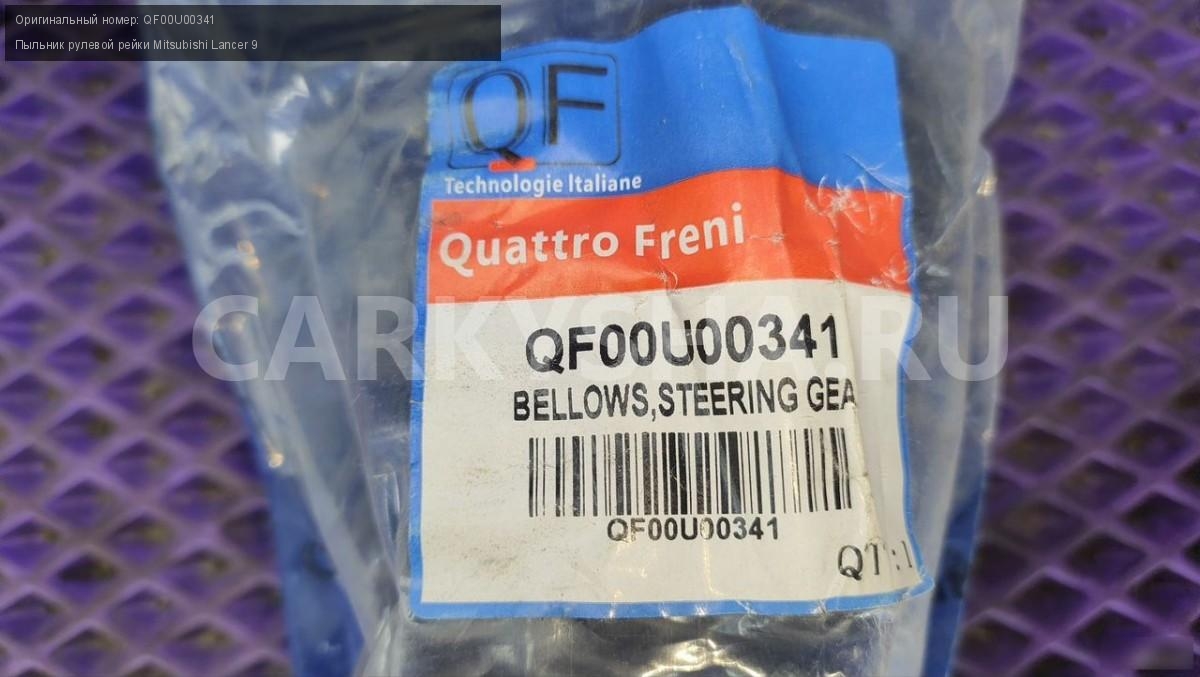 Оригинальный номер: QF00U00341
Пыльник рулевой рейки Mitsubishi Lancer 9
QF
Technologie Italiane
Quattro Freni
CARKYSHA.RU
QF00U00341
BELLOWS,STEERING GEA
QF00U00341
QT:1